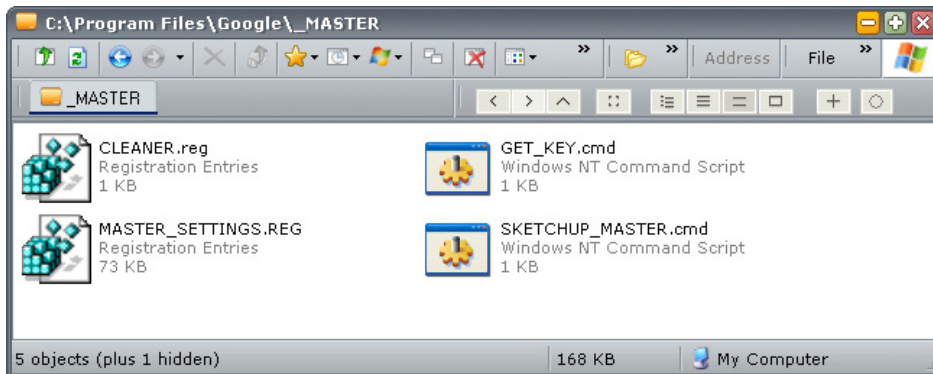 C:\Program Files\Google\_MASTER
» » Address File »
_MASTER
CLEANER.reg
Registration Entries
1 KB
GET_KEY.cmd
Windows NT Command Script
1 KB
MASTER_SETTINGS.REG
Registration Entries
73 KB
SKETCHUP_MASTER.cmd
Windows NT Command Script
1 KB
5 objects (plus 1 hidden) 168 KB My Computer